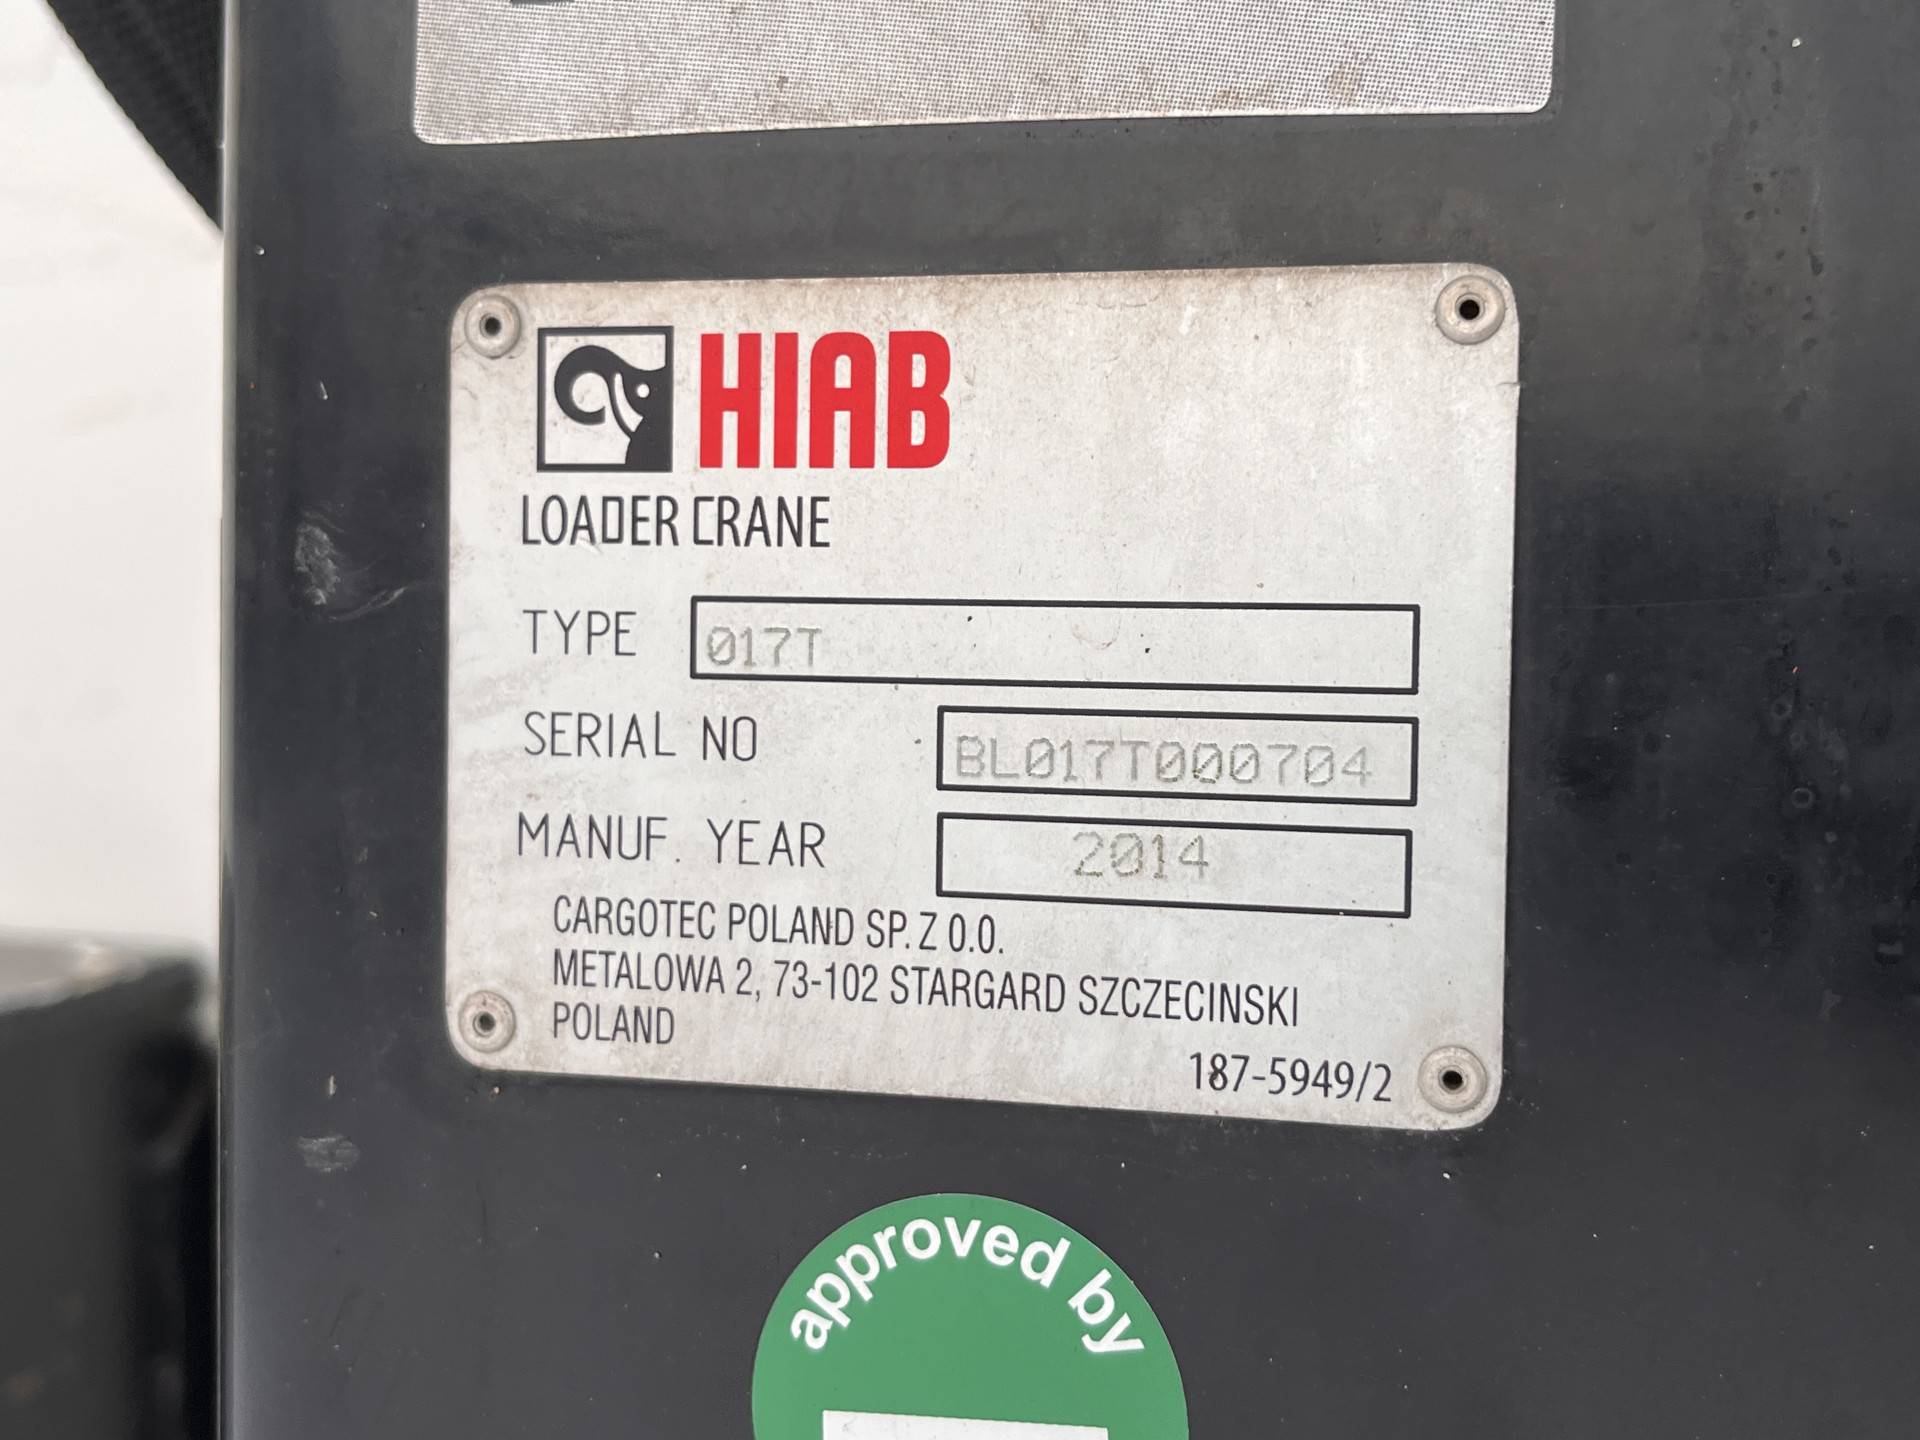 HIAB
LOADER CRANE
TYPE 017T
SERIAL NO BL017T000704
MANUF. YEAR 2014
CARGOTEC POLAND SP. Z O.O.
METALOWA 2, 73-102 STARGARD SZCZECINSKI
POLAND
187-5949/2
approved by